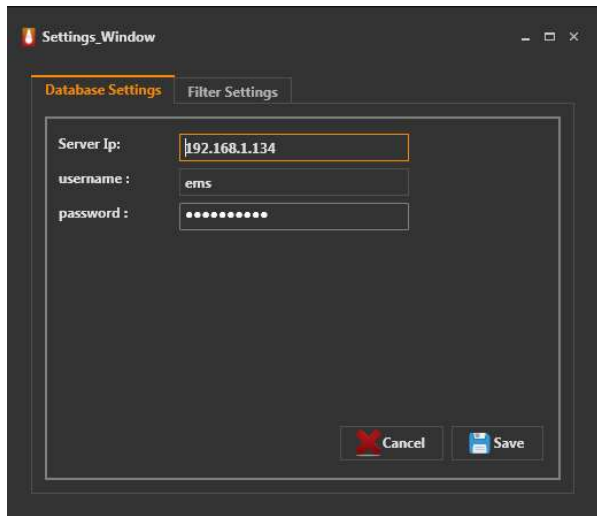 Settings_Window
Database Settings Filter Settings
Server Ip: 192.168.1.134
username : ems
password : ●●●●●●●●●●
Cancel Save